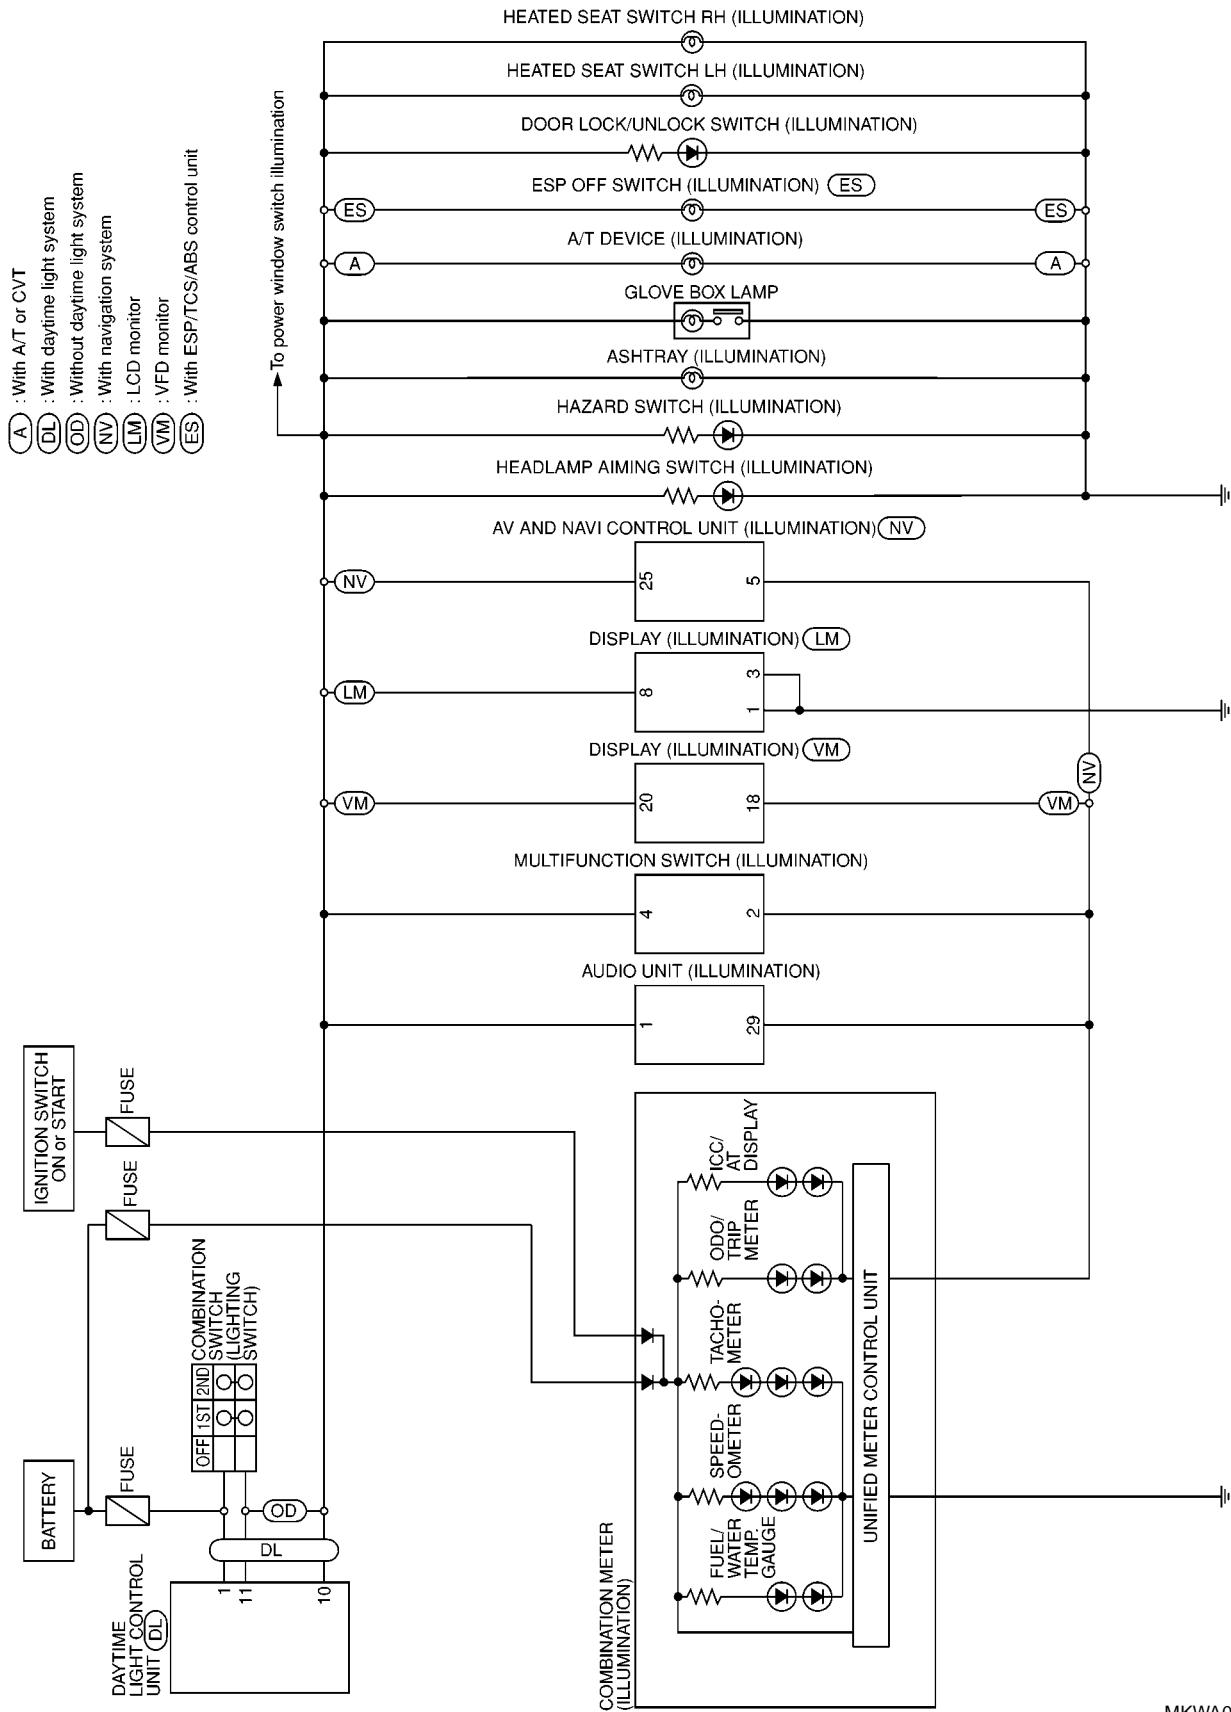 HEATED SEAT SWITCH RH (ILLUMINATION)
HEATED SEAT SWITCH LH (ILLUMINATION)
DOOR LOCK/UNLOCK SWITCH (ILLUMINATION)
ESP OFF SWITCH (ILLUMINATION) ES
ES
ES
A/T DEVICE (ILLUMINATION)
A
A
GLOVE BOX LAMP
ASHTRAY (ILLUMINATION)
HAZARD SWITCH (ILLUMINATION)
HEADLAMP AIMING SWITCH (ILLUMINATION)
AV AND NAVI CONTROL UNIT (ILLUMINATION) NV
NV
25
5
DISPLAY (ILLUMINATION) LM
LM
8
3
1
DISPLAY (ILLUMINATION) VM
VM
20
18
VM
NV
MULTIFUNCTION SWITCH (ILLUMINATION)
4
2
AUDIO UNIT (ILLUMINATION)
1
29
To power window switch illumination
A : With A/T or CVT
DL : With daytime light system
OD : Without daytime light system
NV : With navigation system
LM : LCD monitor
VM : VFD monitor
ES : With ESP/TCS/ABS control unit
IGNITION SWITCH
ON or START
FUSE
FUSE
COMBINATION
SWITCH
(LIGHTING
SWITCH)
OFF 1ST 2ND
BATTERY
FUSE
OD
DL
1
11
10
DAYTIME
LIGHT CONTROL
UNIT DL
COMBINATION METER
(ILLUMINATION)
ICC/
AT
DISPLAY
ODO/
TRIP
METER
TACHO-
METER
SPEED-
OMETER
FUEL/
WATER
TEMP.
GAUGE
UNIFIED METER CONTROL UNIT